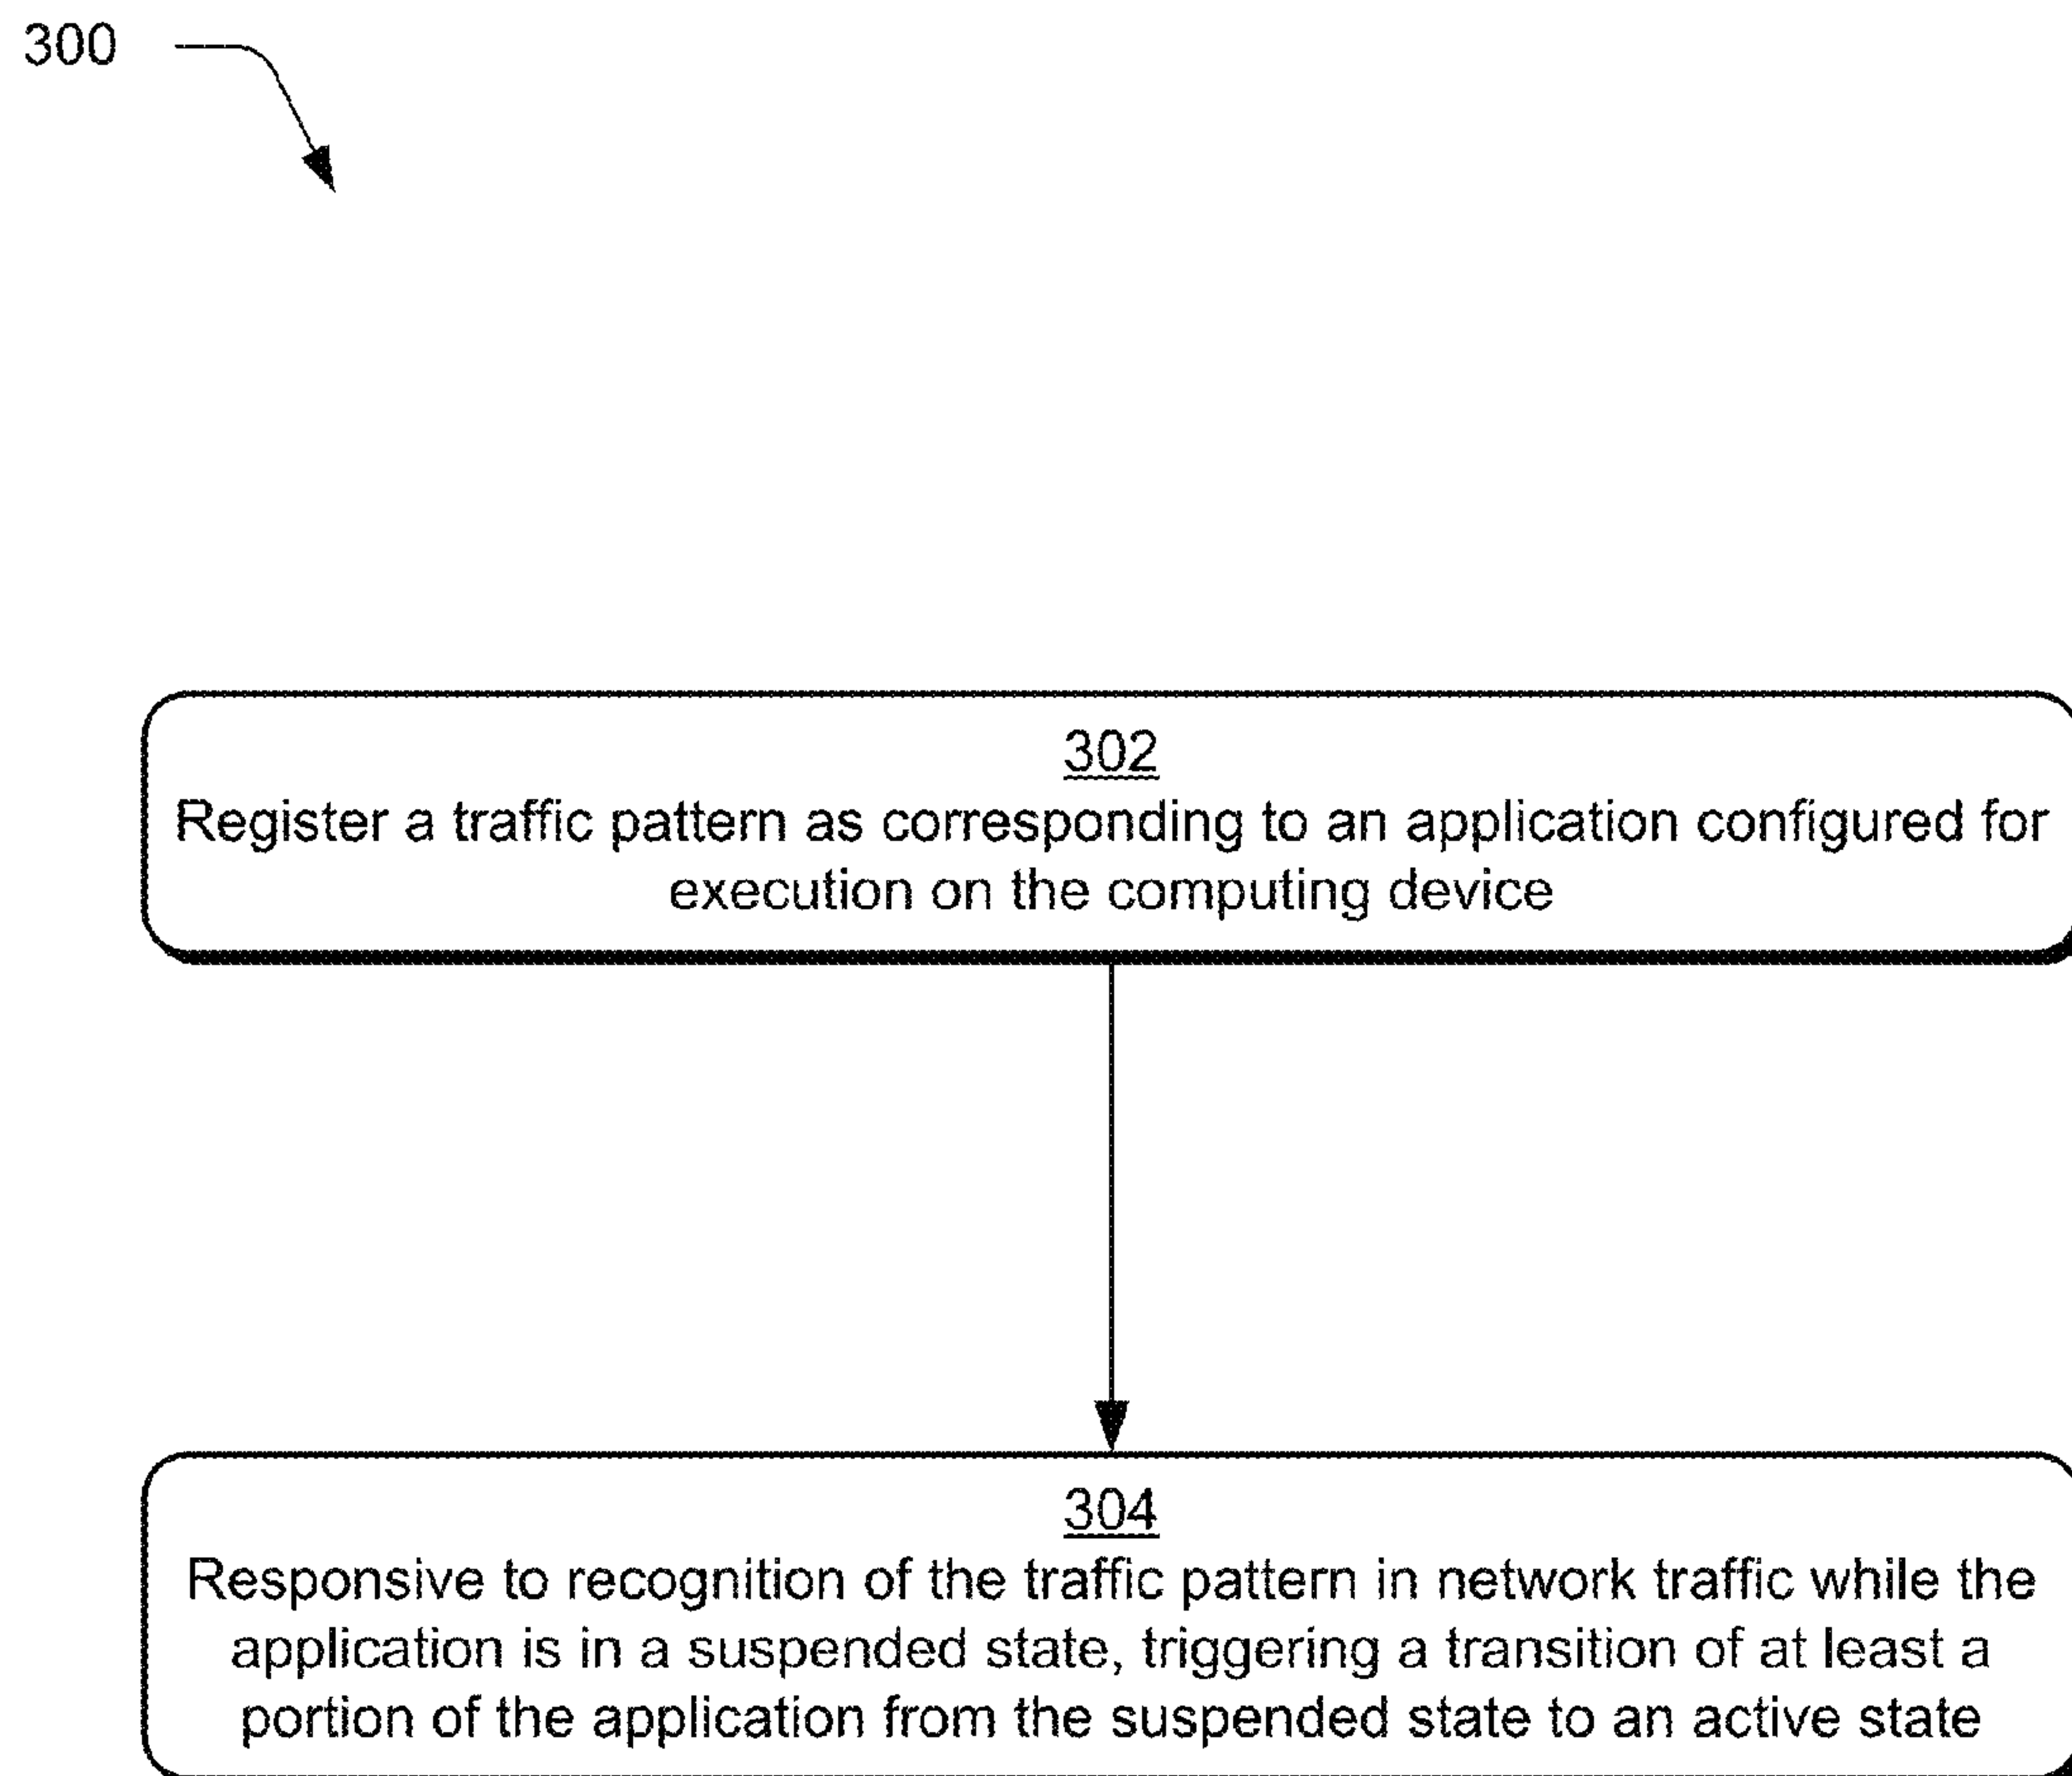 300
302
Register a traffic pattern as corresponding to an application configured for
execution on the computing device
304
Responsive to recognition of the traffic pattern in network traffic while the
application is in a suspended state, triggering a transition of at least a
portion of the application from the suspended state to an active state